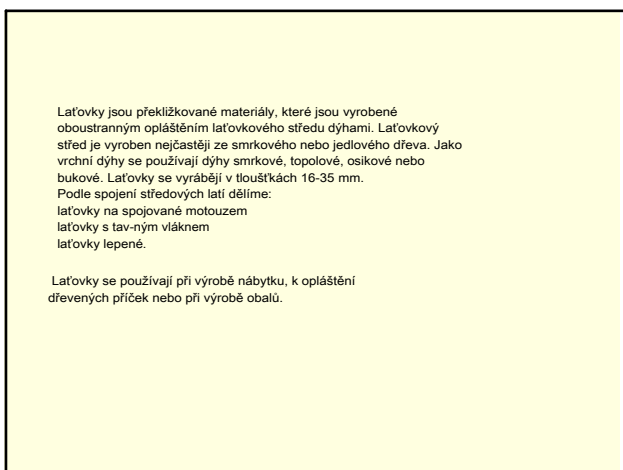 Laťovky jsou překližkované materiály, které jsou vyrobené
oboustranným opláštěním laťovkového středu dýhami. Laťovkový
střed je vyroben nejčastěji ze smrkového nebo jedlového dřeva. Jako
vrchní dýhy se používají dýhy smrkové, topolové, osikové nebo
bukové. Laťovky se vyrábějí v tloušťkách 16-35 mm.
Podle spojení středových latí dělíme:
laťovky na spojované motouzem
laťovky s tav-ným vláknem
laťovky lepené.
Laťovky se používají při výrobě nábytku, k opláštění
dřevených příček nebo při výrobě obalů.